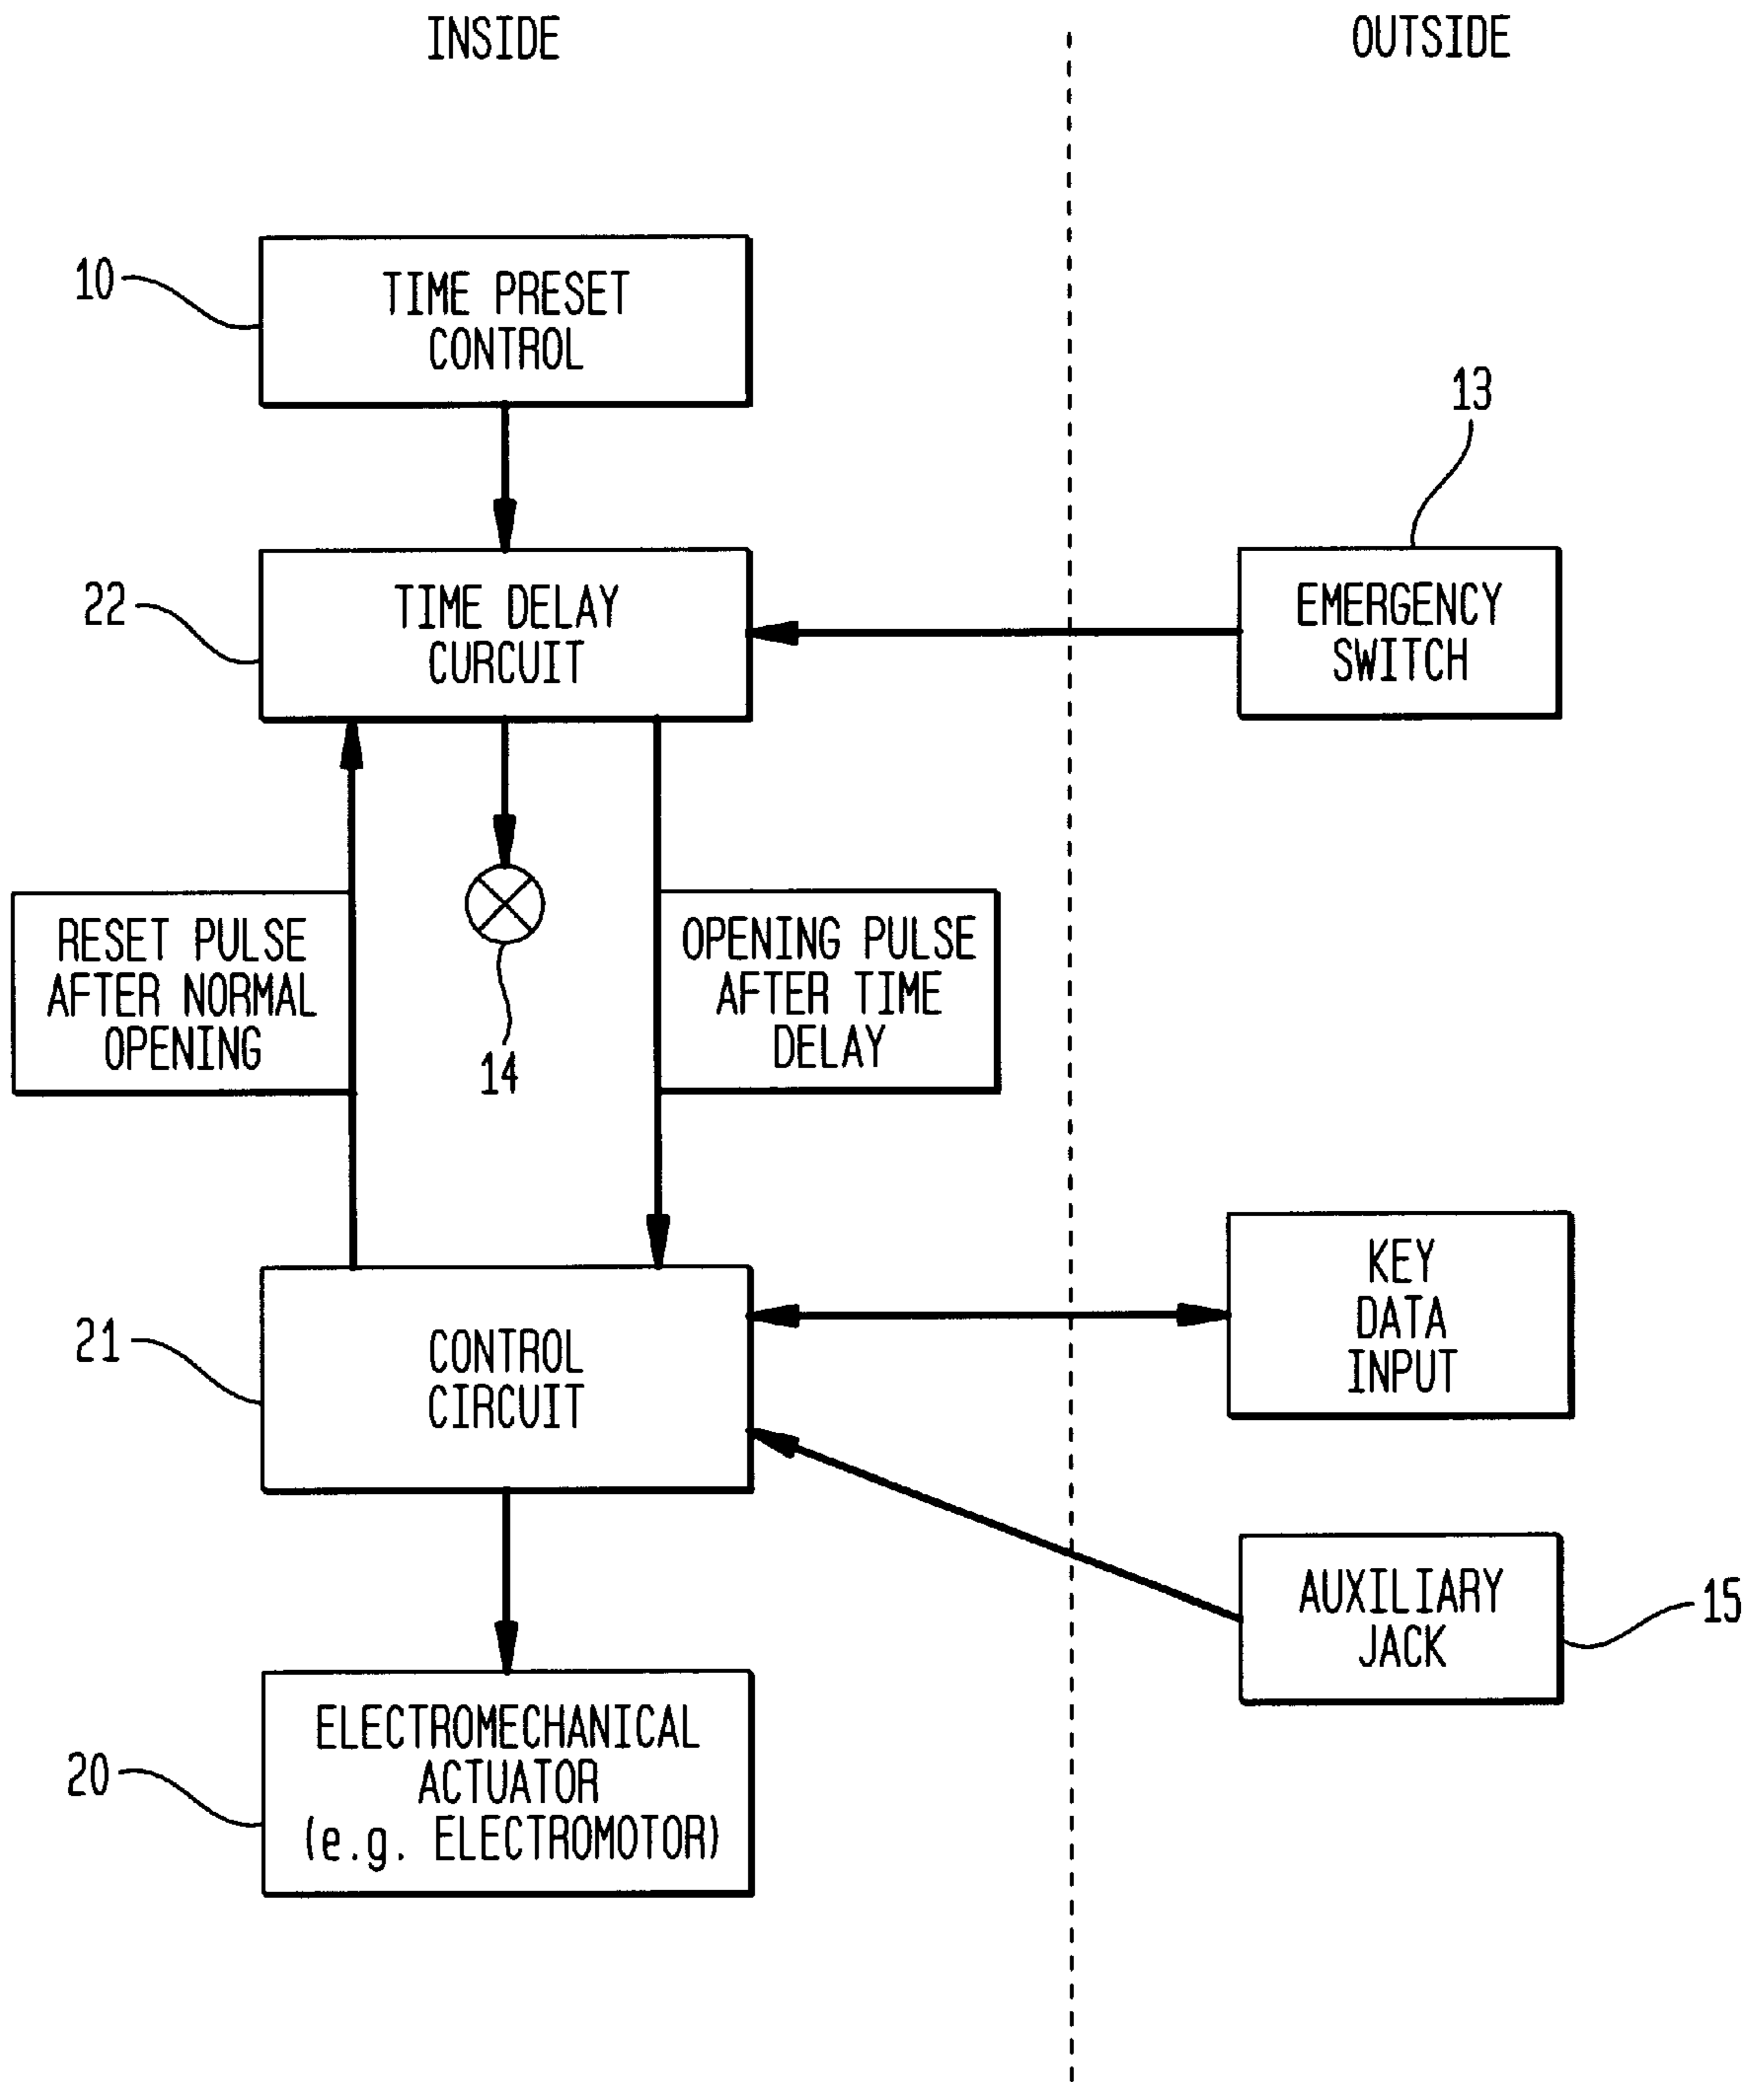 INSIDE
OUTSIDE
10
TIME PRESET
CONTROL
13
22
TIME DELAY
CURCUIT
EMERGENCY
SWITCH
RESET PULSE
AFTER NORMAL
OPENING
14
OPENING PULSE
AFTER TIME
DELAY
21
CONTROL
CIRCUIT
KEY
DATA
INPUT
AUXILIARY
JACK
15
20
ELECTROMECHANICAL
ACTUATOR
(e.g. ELECTROMOTOR)